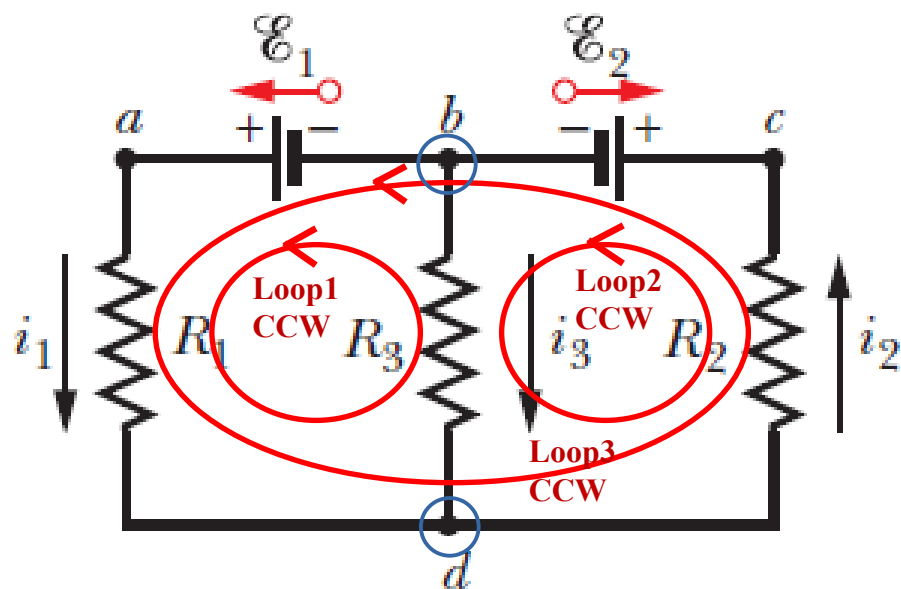 ℰ₁ ℰ₂
a + − b − + c
Loop1
CCW
Loop2
CCW
i₁ R₁ R₃ i₃ R₂ i₂
Loop3
CCW
d